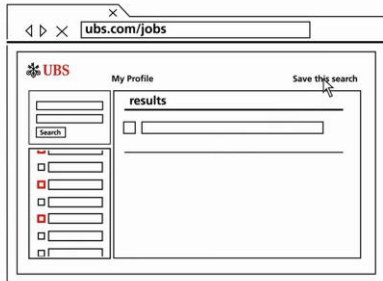 ubs.com/jobs
UBS
My Profile
Save this search
results
Search